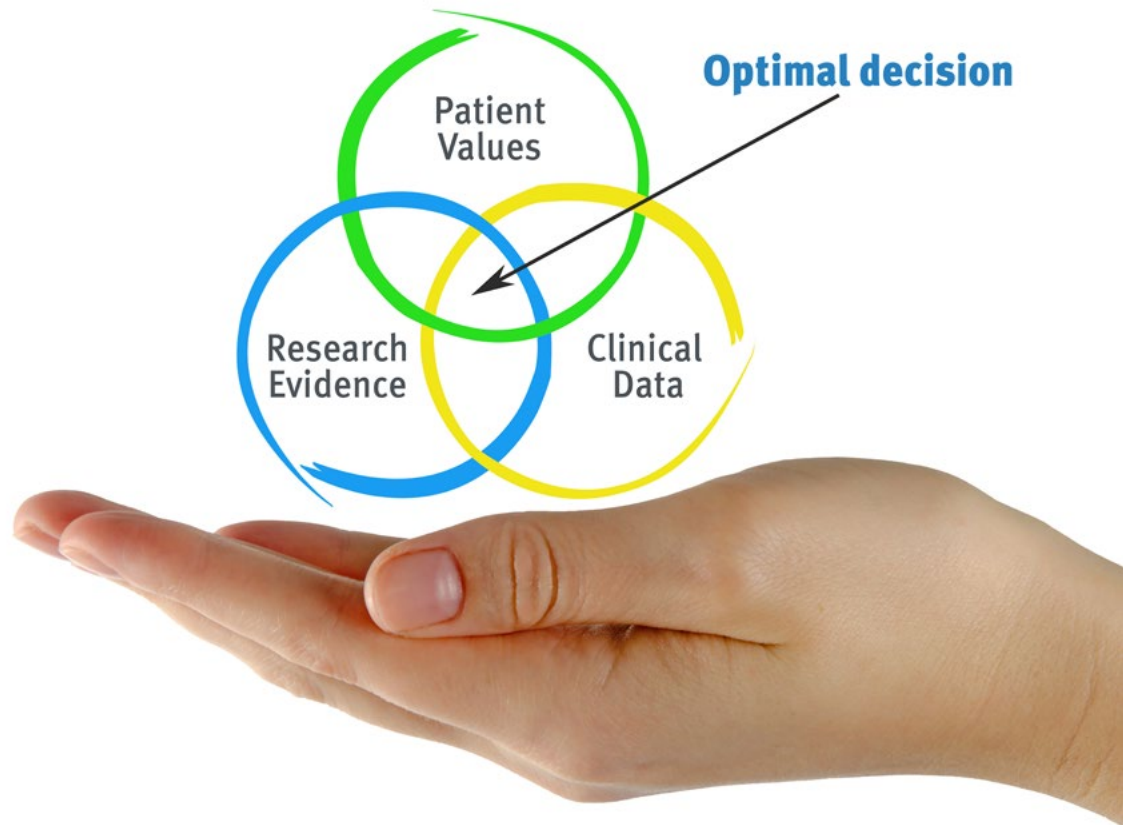 Optimal decision
Patient
Values
Research
Evidence
Clinical
Data